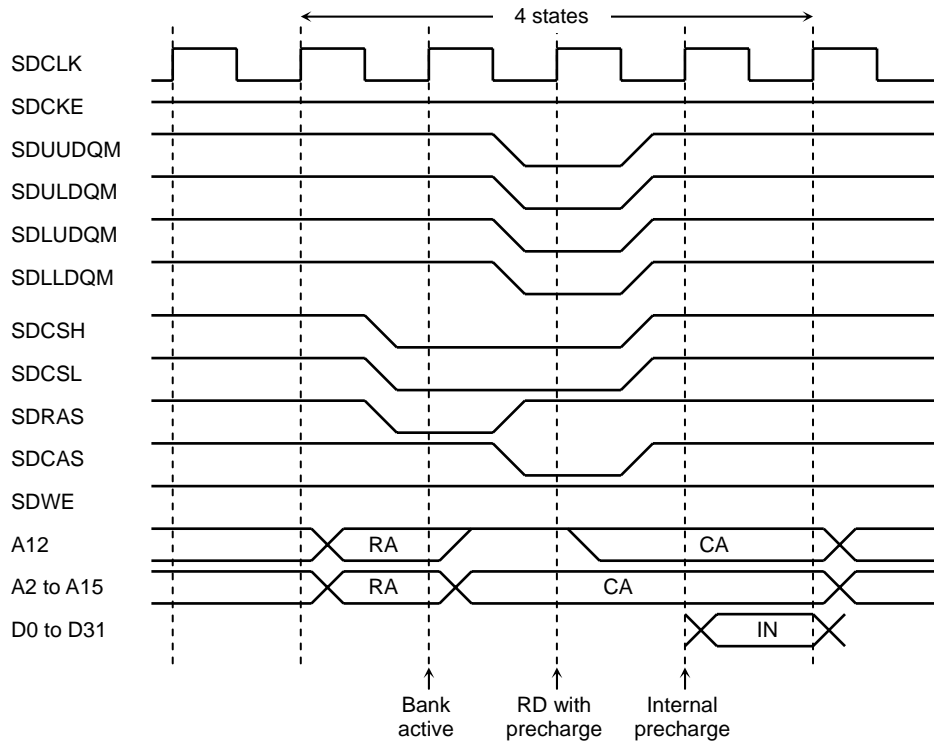 4 states
SDCLK
SDCKE
SDUUDQM
SDULDQM
SDLUDQM
SDLLDQM
SDCSH
SDCSL
SDRAS
SDCAS
SDWE
A12 RA CA
A2 to A15 RA CA
D0 to D31 IN
Bank active
RD with precharge
Internal precharge